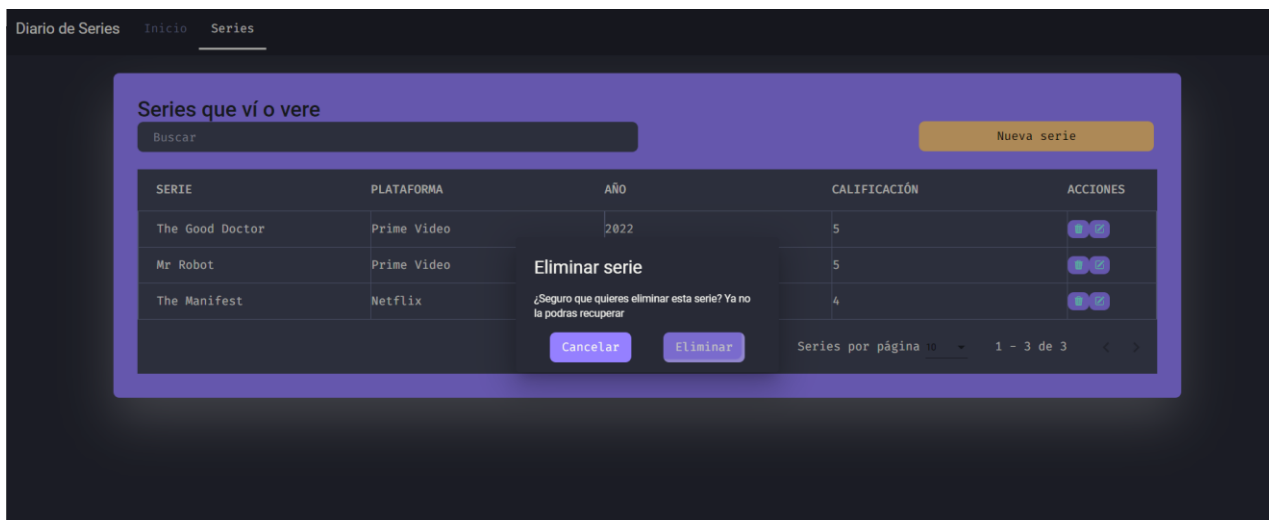 Diario de Series Inicio Series
Series que ví o vere
Buscar
Nueva serie
SERIE PLATAFORMA AÑO CALIFICACIÓN ACCIONES
The Good Doctor Prime Video 2022 5
Mr Robot Prime Video 5
The Manifest Netflix 4
Eliminar serie
¿Seguro que quieres eliminar esta serie? Ya no
la podras recuperar
Cancelar Eliminar
Series por página 10 1 - 3 de 3